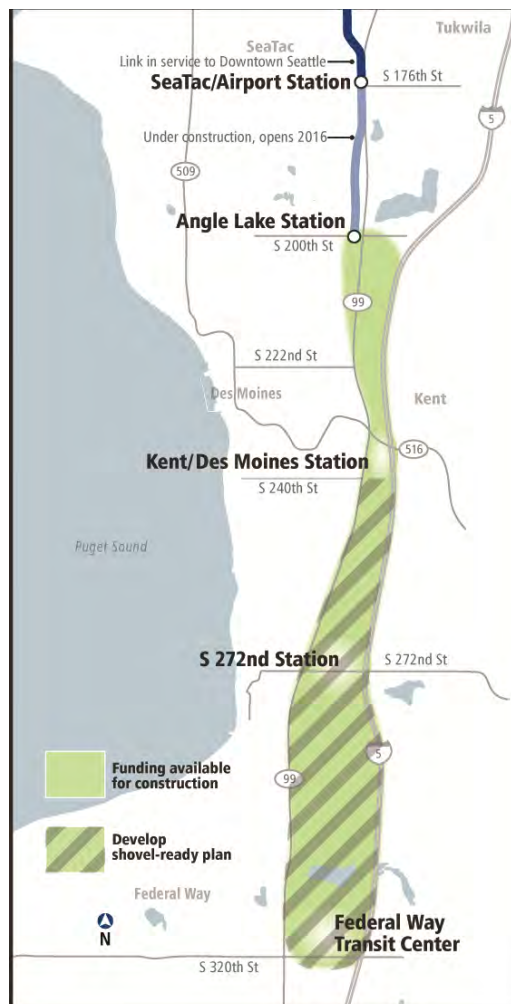 Tukwila
SeaTac
Link in service to Downtown Seattle
SeaTac/Airport Station
S 176th St
5
Under construction, opens 2016
509
Angle Lake Station
S 200th St
99
S 222nd St
Des Moines
Kent
516
Kent/Des Moines Station
S 240th St
Puget Sound
S 272nd Station
S 272nd St
5
Funding available
for construction
99
Develop
shovel-ready plan
Federal Way
N
Federal Way
Transit Center
S 320th St